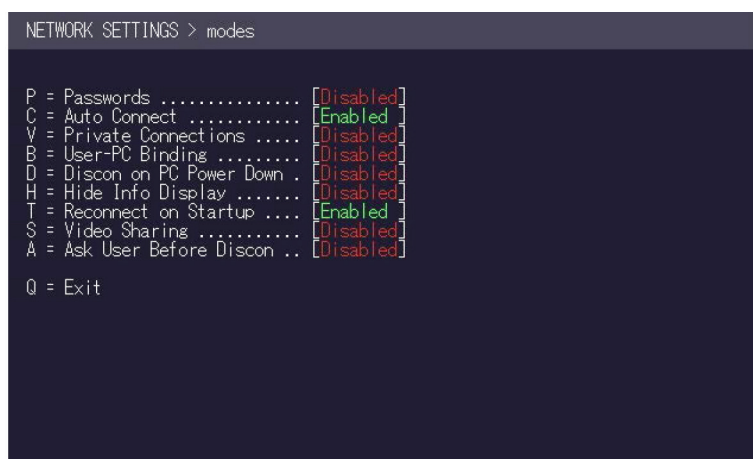 NETWORK SETTINGS > modes
P = Passwords ............... [Disabled]
C = Auto Connect ............ [Enabled ]
V = Private Connections ..... [Disabled]
B = User-PC Binding ......... [Disabled]
D = Discon on PC Power Down . [Disabled]
H = Hide Info Display ....... [Disabled]
T = Reconnect on Startup .... [Enabled ]
S = Video Sharing ........... [Disabled]
A = Ask User Before Discon .. [Disabled]
Q = Exit